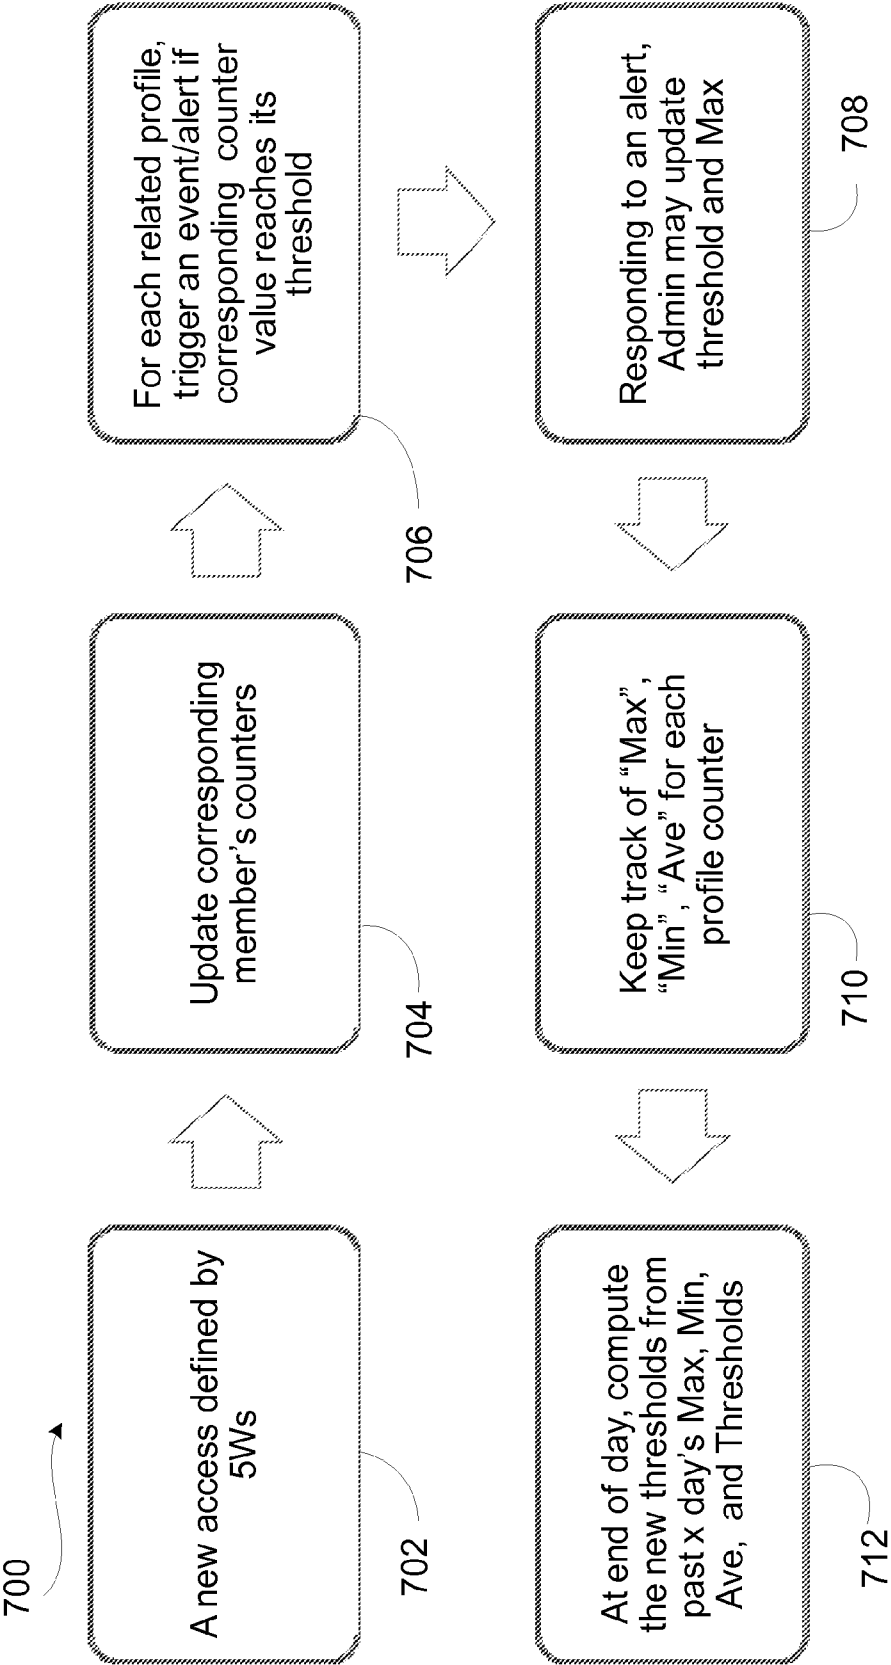 700
A new access defined by
5Ws
702
Update corresponding
member's counters
704
For each related profile,
trigger an event/alert if
corresponding counter
value reaches its
threshold
706
Responding to an alert,
Admin may update
threshold and Max
708
Keep track of “Max”,
“Min”, “Ave” for each
profile counter
710
At end of day, compute
the new thresholds from
past x day's Max, Min,
Ave, and Thresholds
712